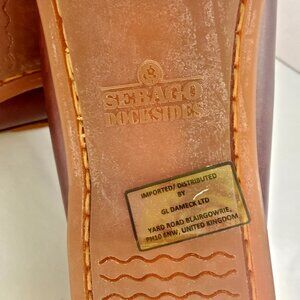 SEBAGO
DOCKSIDES
IMPORTED/DISTRIBUTED
BY
GL DAMECK LTD
YARD ROAD BLAIRGOWRIE,
PH10 6NW, UNITED KINGDOM